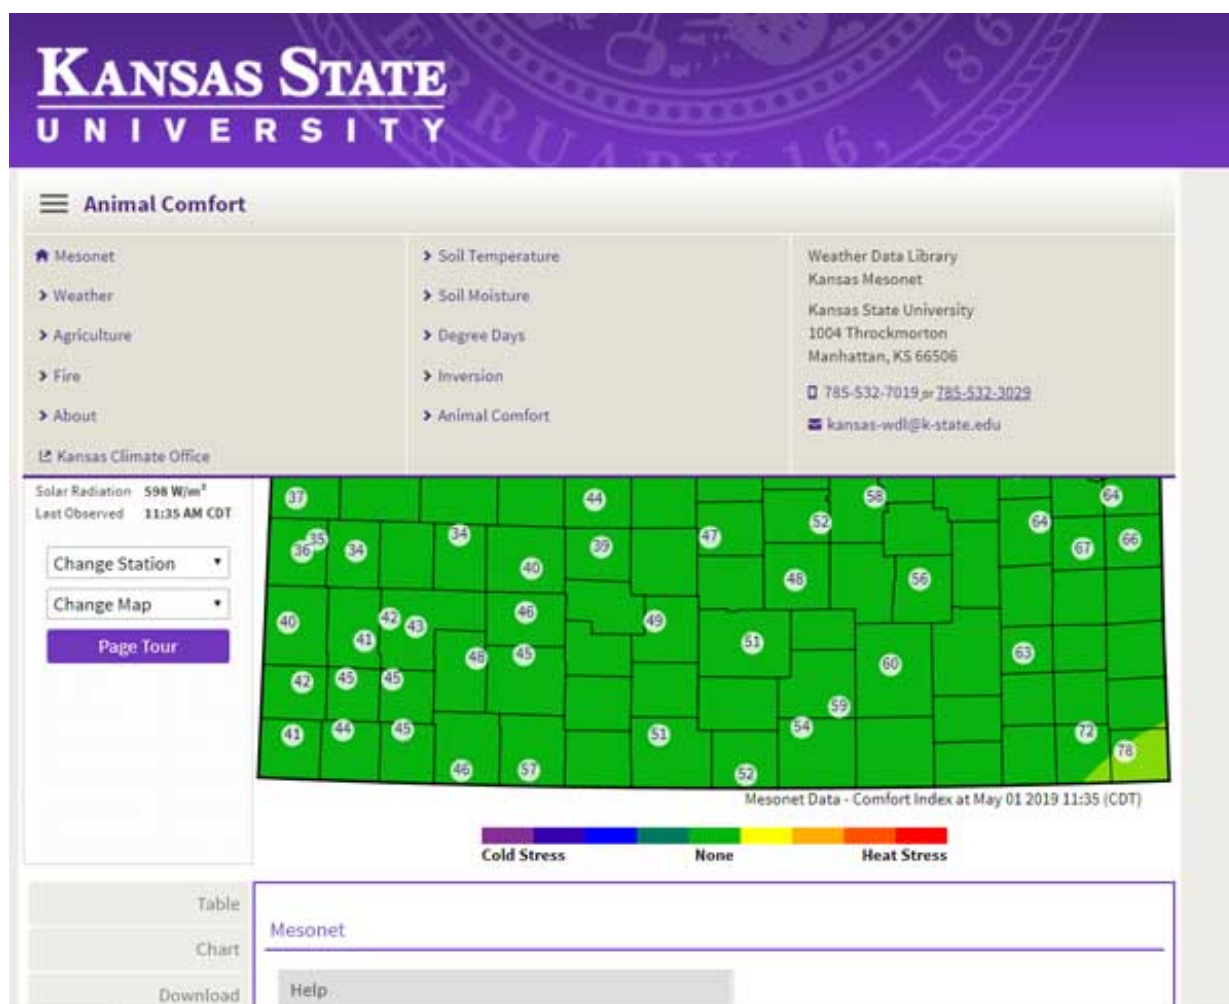 KANSAS STATE
UNIVERSITY
FEBRUARY 16, 186
Animal Comfort
Mesonet
Weather
Agriculture
Fire
About
Kansas Climate Office
Soil Temperature
Soil Moisture
Degree Days
Inversion
Animal Comfort
Weather Data Library
Kansas Mesonet
Kansas State University
1004 Throckmorton
Manhattan, KS 66506
785-532-7019 or 785-532-3029
kansas-wdl@k-state.edu
Solar Radiation 598 W/m²
Last Observed 11:35 AM CDT
Change Station
Change Map
Page Tour
37 44 58 64
36 35 34 34 39 47 52 64 67 66
40 48 56
40 42 43 46 49
41 48 45 51 60 63
42 45 45 59
41 44 45 51 54 72 78
46 57 52
Mesonet Data - Comfort Index at May 01 2019 11:35 (CDT)
Cold Stress None Heat Stress
Table
Chart
Download
Mesonet
Help